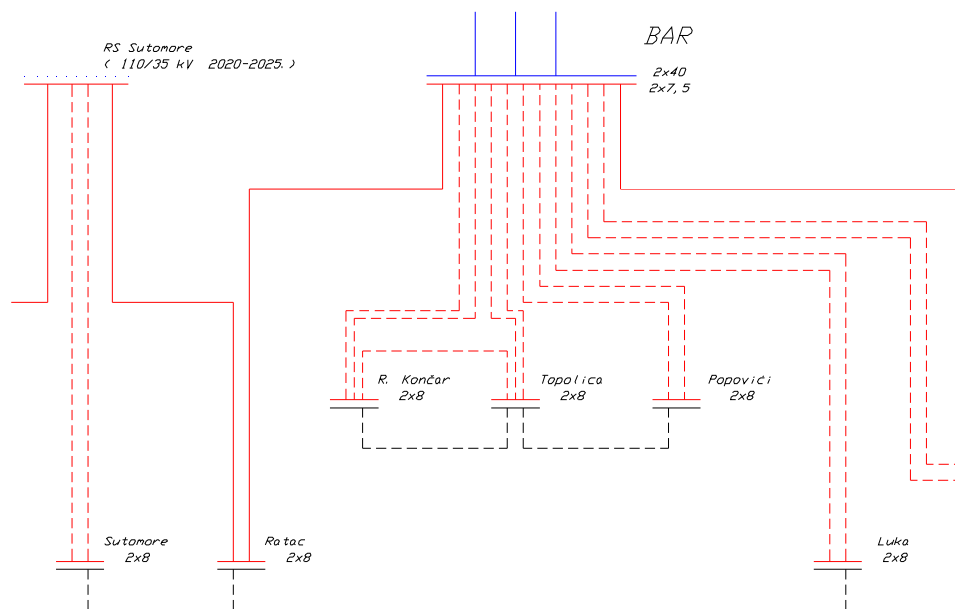 RS Sutomore
( 110/35 kV 2020-2025. )
BAR
2x40
2x7,5
R. Končar
2x8
Topolica
2x8
Popovići
2x8
Sutomore
2x8
Ratac
2x8
Luka
2x8